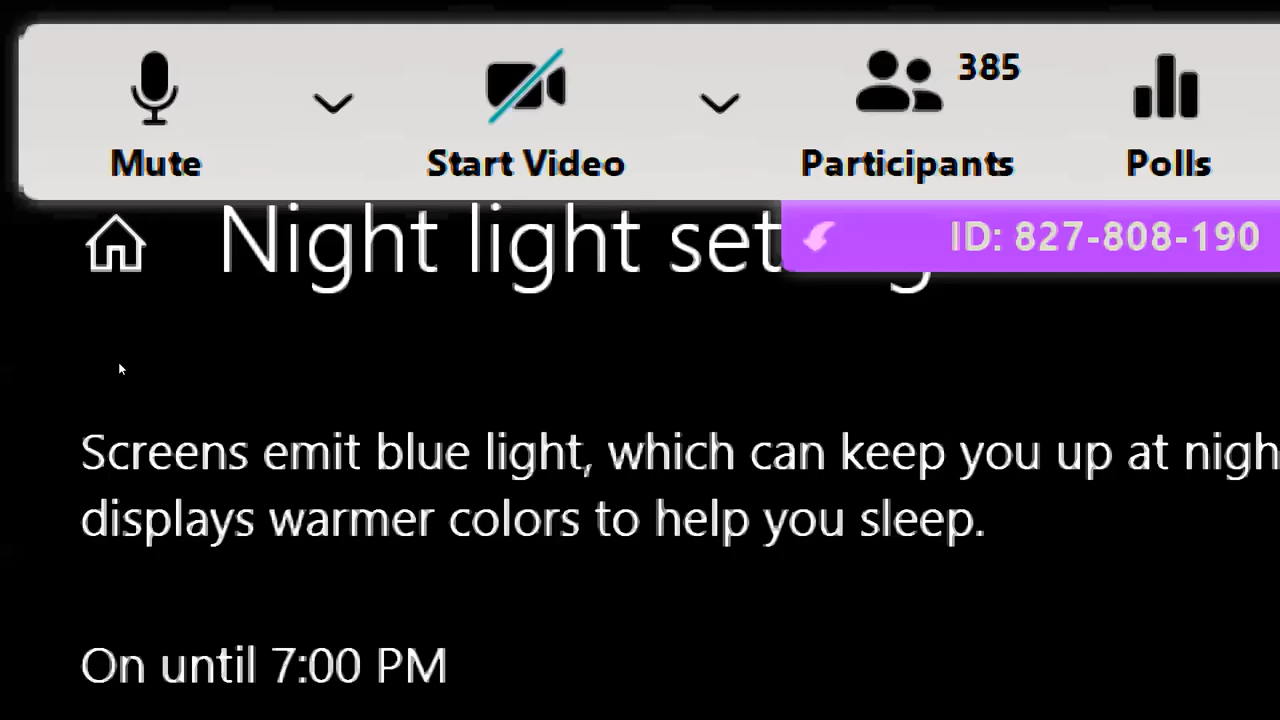 385
Mute Start Video Participants Polls
Night light set
ID: 827-808-190
Screens emit blue light, which can keep you up at nigh
displays warmer colors to help you sleep.
On until 7:00 PM